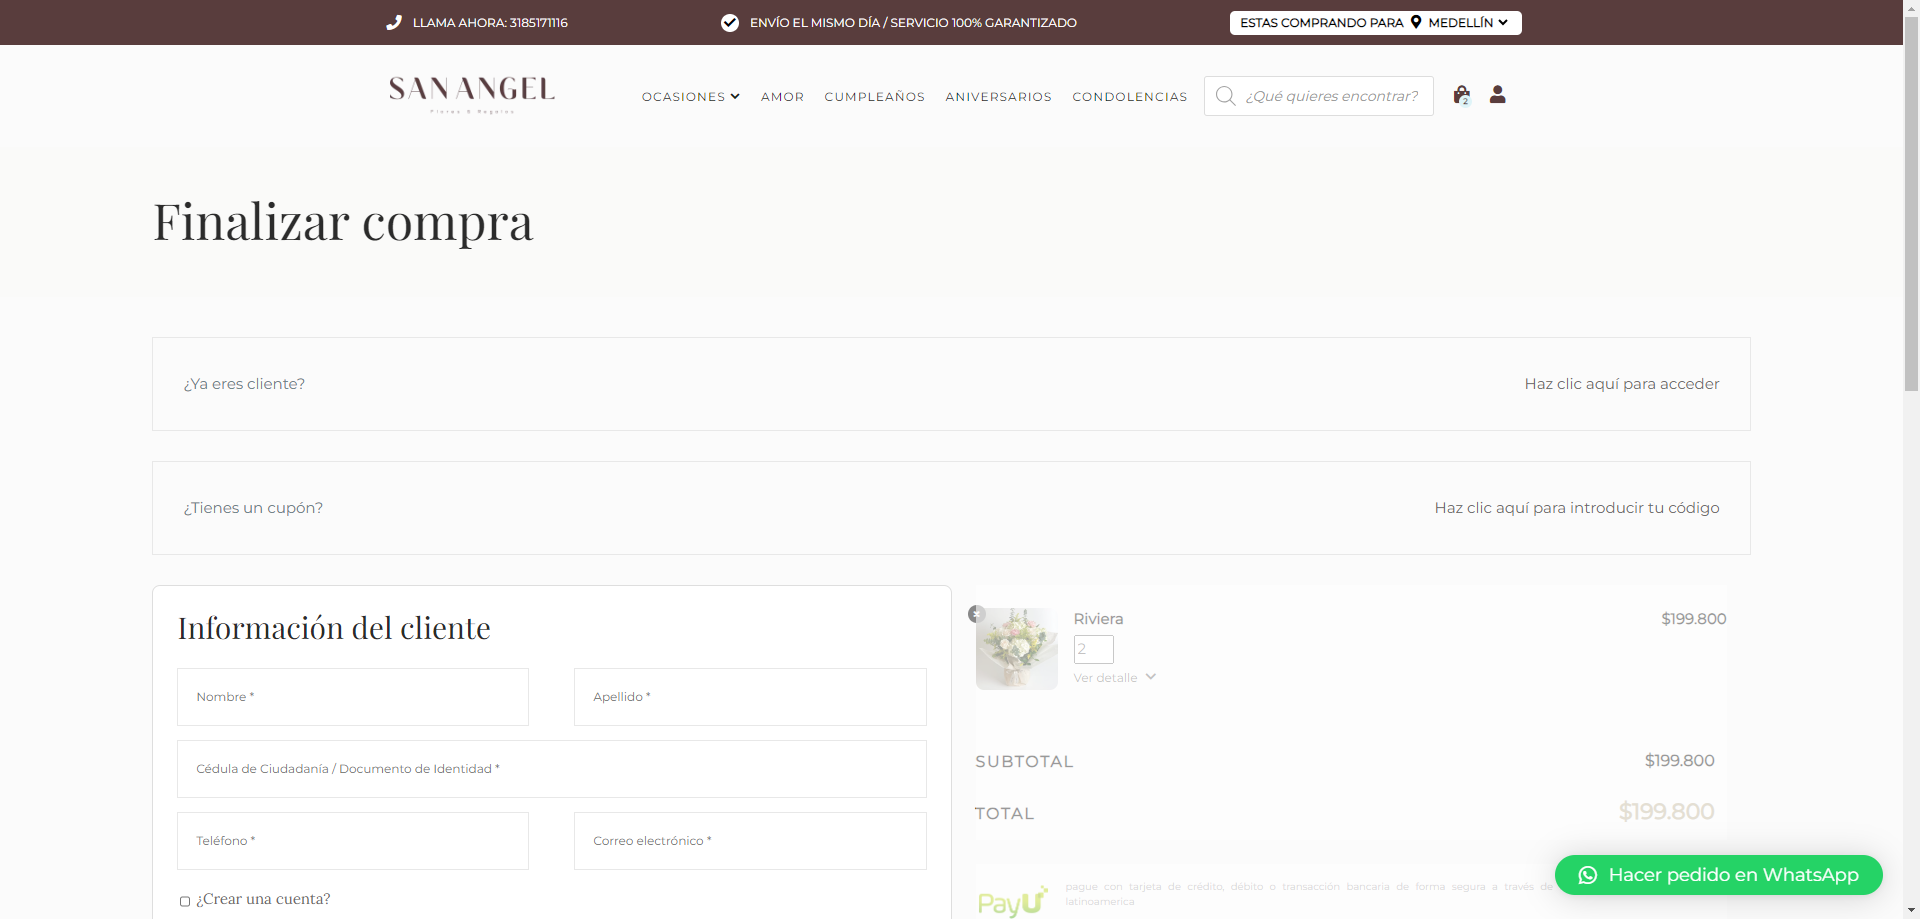 LLAMA AHORA: 3185171116
ENVÍO EL MISMO DÍA / SERVICIO 100% GARANTIZADO
ESTAS COMPRANDO PARA MEDELLÍN
SAN ANGEL
Flores & Regalos
OCASIONES AMOR CUMPLEAÑOS ANIVERSARIOS CONDOLENCIAS
¿Qué quieres encontrar?
2
Finalizar compra
¿Ya eres cliente? Haz clic aquí para acceder
¿Tienes un cupón? Haz clic aquí para introducir tu código
Información del cliente
Nombre *
Apellido *
Cédula de Ciudadanía / Documento de Identidad *
Teléfono *
Correo electrónico *
¿Crear una cuenta?
Riviera $199.800
2
Ver detalle
SUBTOTAL $199.800
TOTAL $199.800
PayU
pague con tarjeta de crédito, débito o transacción bancaria de forma segura a través de
latinoamerica
Hacer pedido en WhatsApp